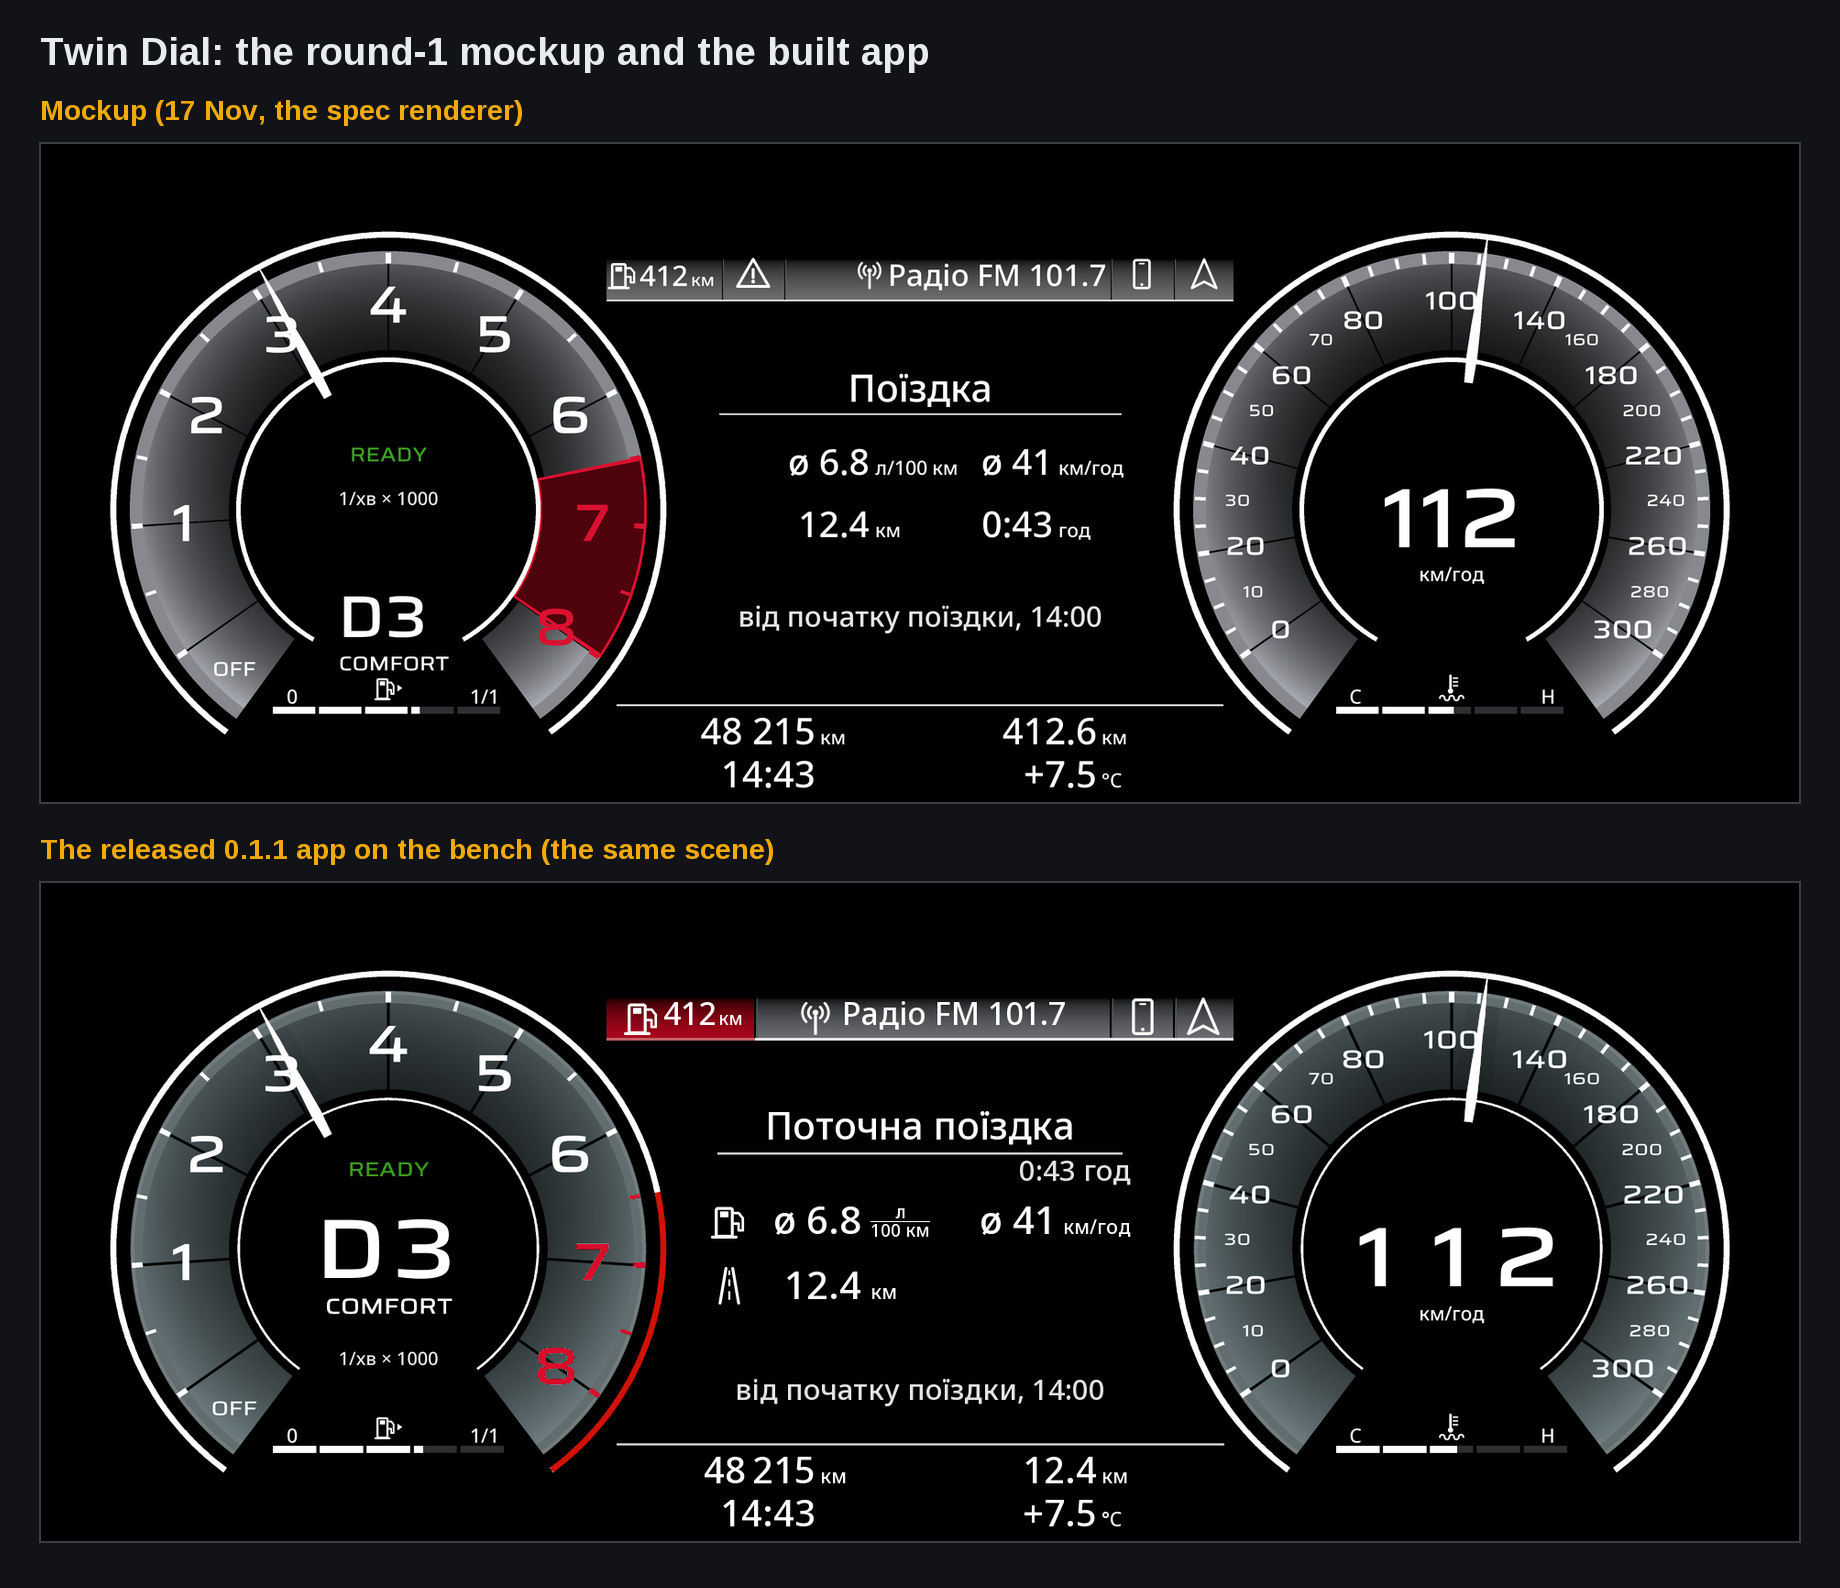 Twin Dial: the round-1 mockup and the built app
Mockup (17 Nov, the spec renderer)
412 км
Радіо FM 101.7
OFF
1
2
3
4
5
6
7
8
READY
1/хв × 1000
D3
COMFORT
0
1/1
Поїздка
ø 6.8 л/100 км ø 41 км/год
12.4 км 0:43 год
від початку поїздки, 14:00
48 215 км 412.6 км
14:43 +7.5 °C
0
10
20
30
40
50
60
70
80
100
140
160
180
200
220
240
260
280
300
112
км/год
C
H
The released 0.1.1 app on the bench (the same scene)
412 км
Радіо FM 101.7
OFF
1
2
3
4
5
6
7
8
READY
D3
COMFORT
1/хв × 1000
0
1/1
Поточна поїздка
0:43 год
ø 6.8 л/100 км ø 41 км/год
12.4 км
від початку поїздки, 14:00
48 215 км 12.4 км
14:43 +7.5 °C
0
10
20
30
40
50
60
70
80
100
140
160
180
200
220
240
260
280
300
112
км/год
C
H